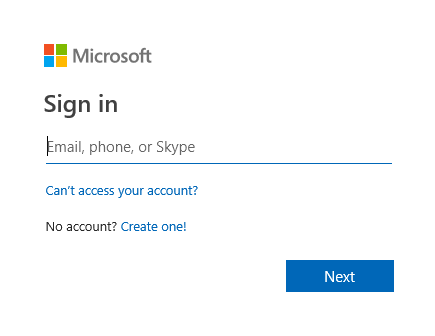 Microsoft
Sign in
Email, phone, or Skype
Can't access your account?
No account? Create one!
Next